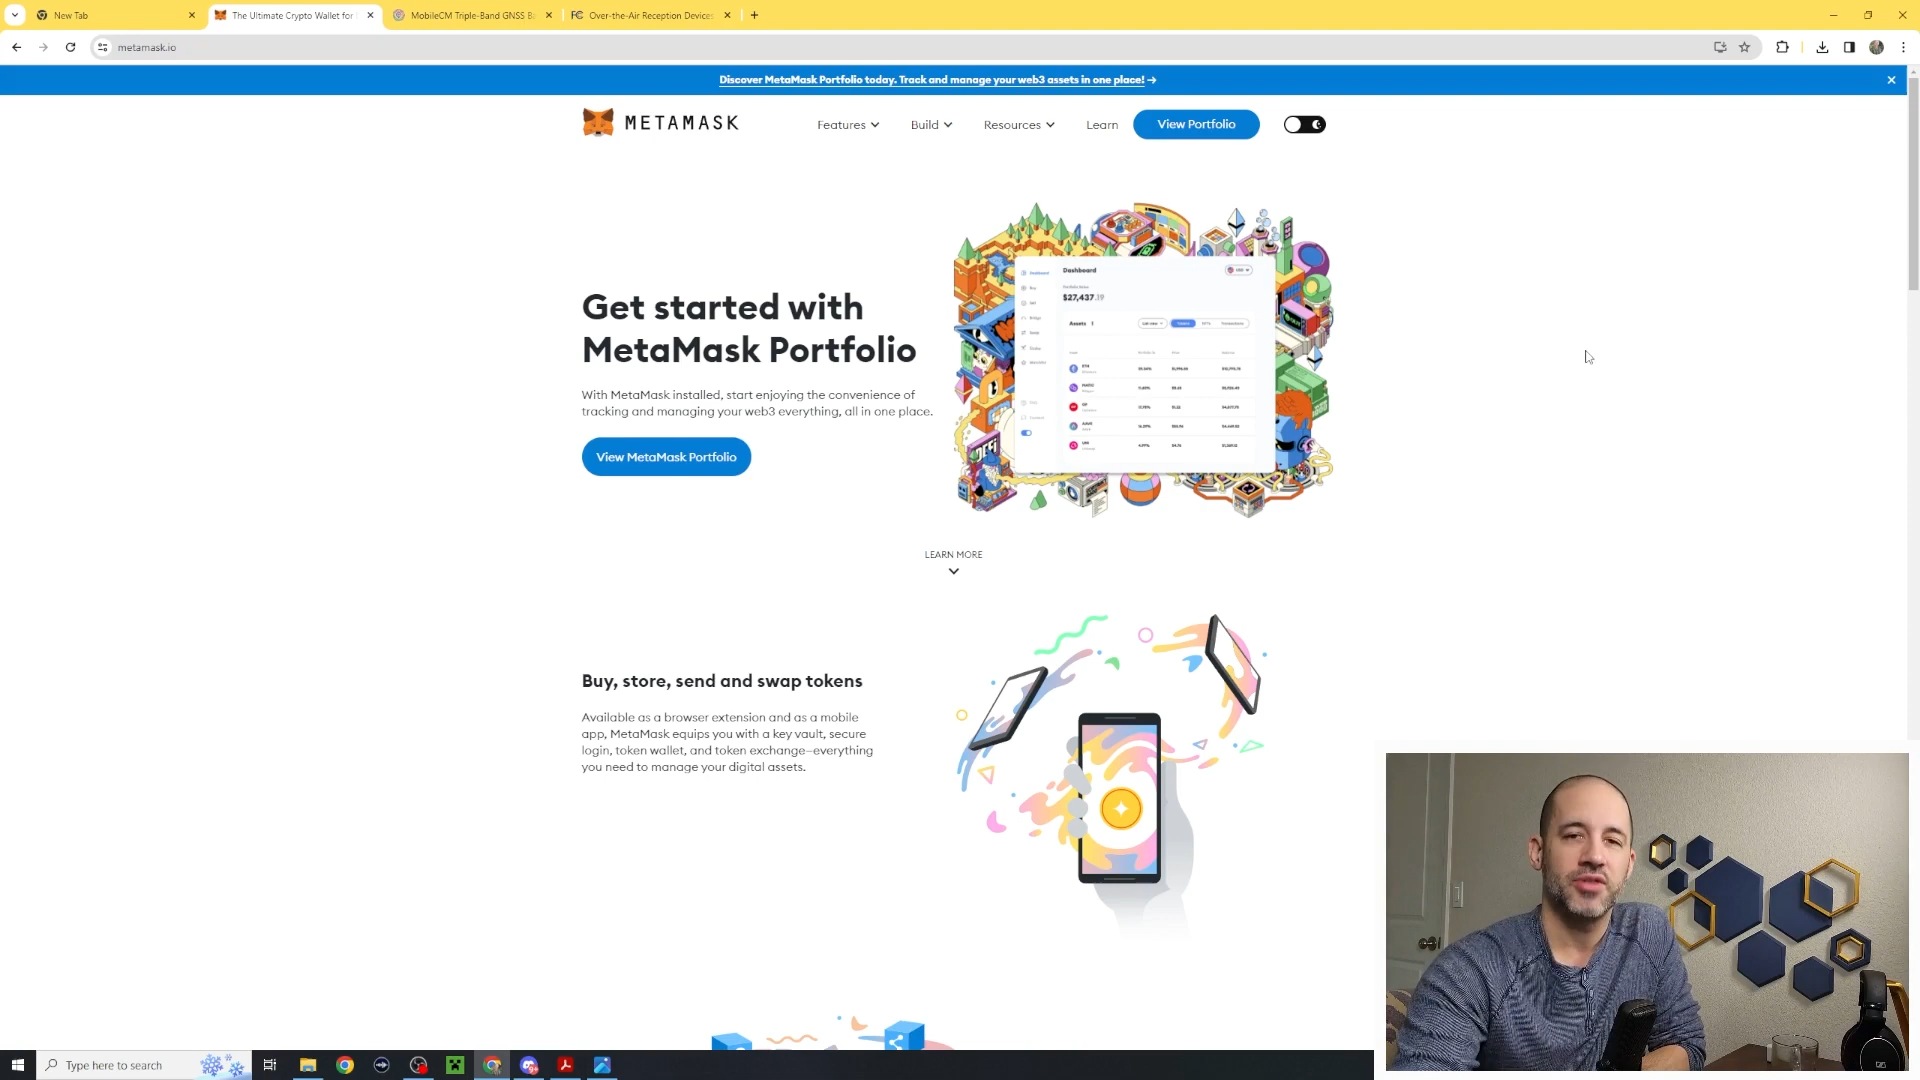 New Tab
The Ultimate Crypto Wallet for
MobileCM Triple-Band GNSS Ba
Over-the-Air Reception Devices
metamask.io
Discover MetaMask Portfolio today. Track and manage your web3 assets in one place! →
METAMASK
Features
Build
Resources
Learn
View Portfolio
Get started with
MetaMask Portfolio
With MetaMask installed, start enjoying the convenience of
tracking and managing your web3 everything, all in one place.
View MetaMask Portfolio
Dashboard
Dashboard
$27,437.19
Assets
LEARN MORE
Buy, store, send and swap tokens
Available as a browser extension and as a mobile
app, MetaMask equips you with a key vault, secure
login, token wallet, and token exchange—everything
you need to manage your digital assets.
Type here to search